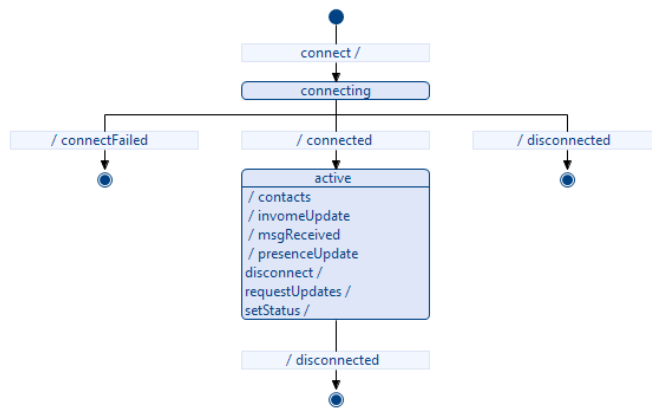 connect /
connecting
/ connectFailed
/ connected
/ disconnected
active
/ contacts
/ invomeUpdate
/ msgReceived
/ presenceUpdate
disconnect /
requestUpdates /
setStatus /
/ disconnected